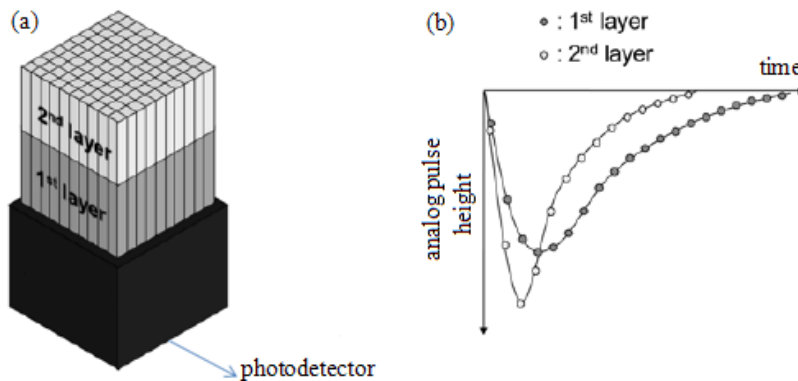 (a)
2nd layer
1st layer
photodetector
(b)
: 1st layer
: 2nd layer
time
analog pulse
height